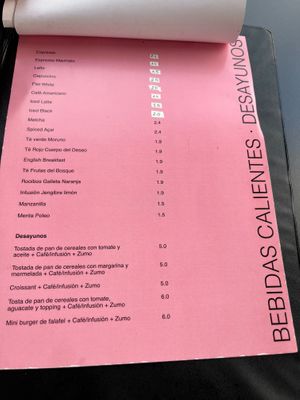 Espresso
Espresso Manchado
Latte
Capuccino
Flat White
Café Americano
Iced Latte
Iced Black
Matcha 2.4
Spiced Açaí 2.4
Té verde Moruno 1.9
Té Rojo Cuerpo del Deseo 1.9
English Breakfast 1.9
Té Frutas del Bosque 1.9
Rooibos Galleta Naranja 1.9
Infusión Jengibre limón 1.9
Manzanilla 1.5
Menta Poleo 1.5
Desayunos
Tostada de pan de cereales con tomate y 5.0
aceite + Café/Infusión + Zumo
Tostada de pan de cereales con margarina y 5.0
mermelada + Café/Infusión + Zumo
Croissant + Café/Infusión + Zumo 5.0
Tosta de pan de cereales con tomate, 6.0
aguacate y topping + Café/Infusión + Zumo
Mini burger de falafel + Café/Infusión + Zumo 6.0
BEBIDAS CALIENTES · DESAYUNOS